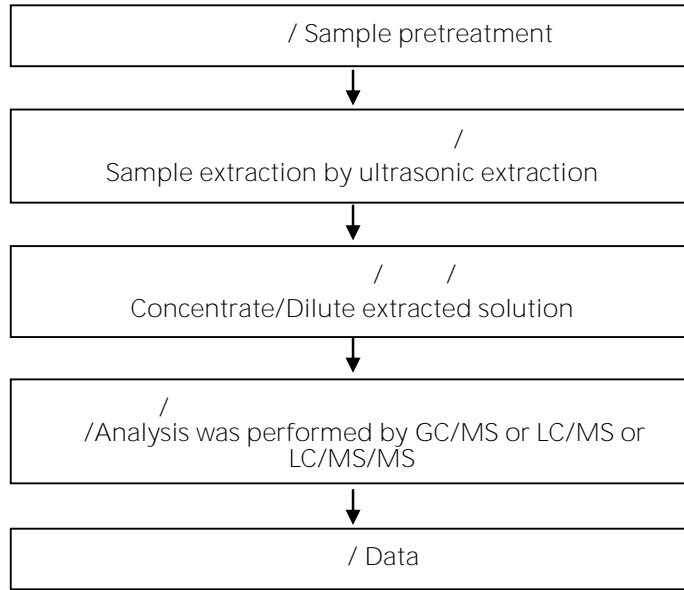 / Sample pretreatment
/
Sample extraction by ultrasonic extraction
/ /
Concentrate/Dilute extracted solution
/
/Analysis was performed by GC/MS or LC/MS or
LC/MS/MS
/ Data